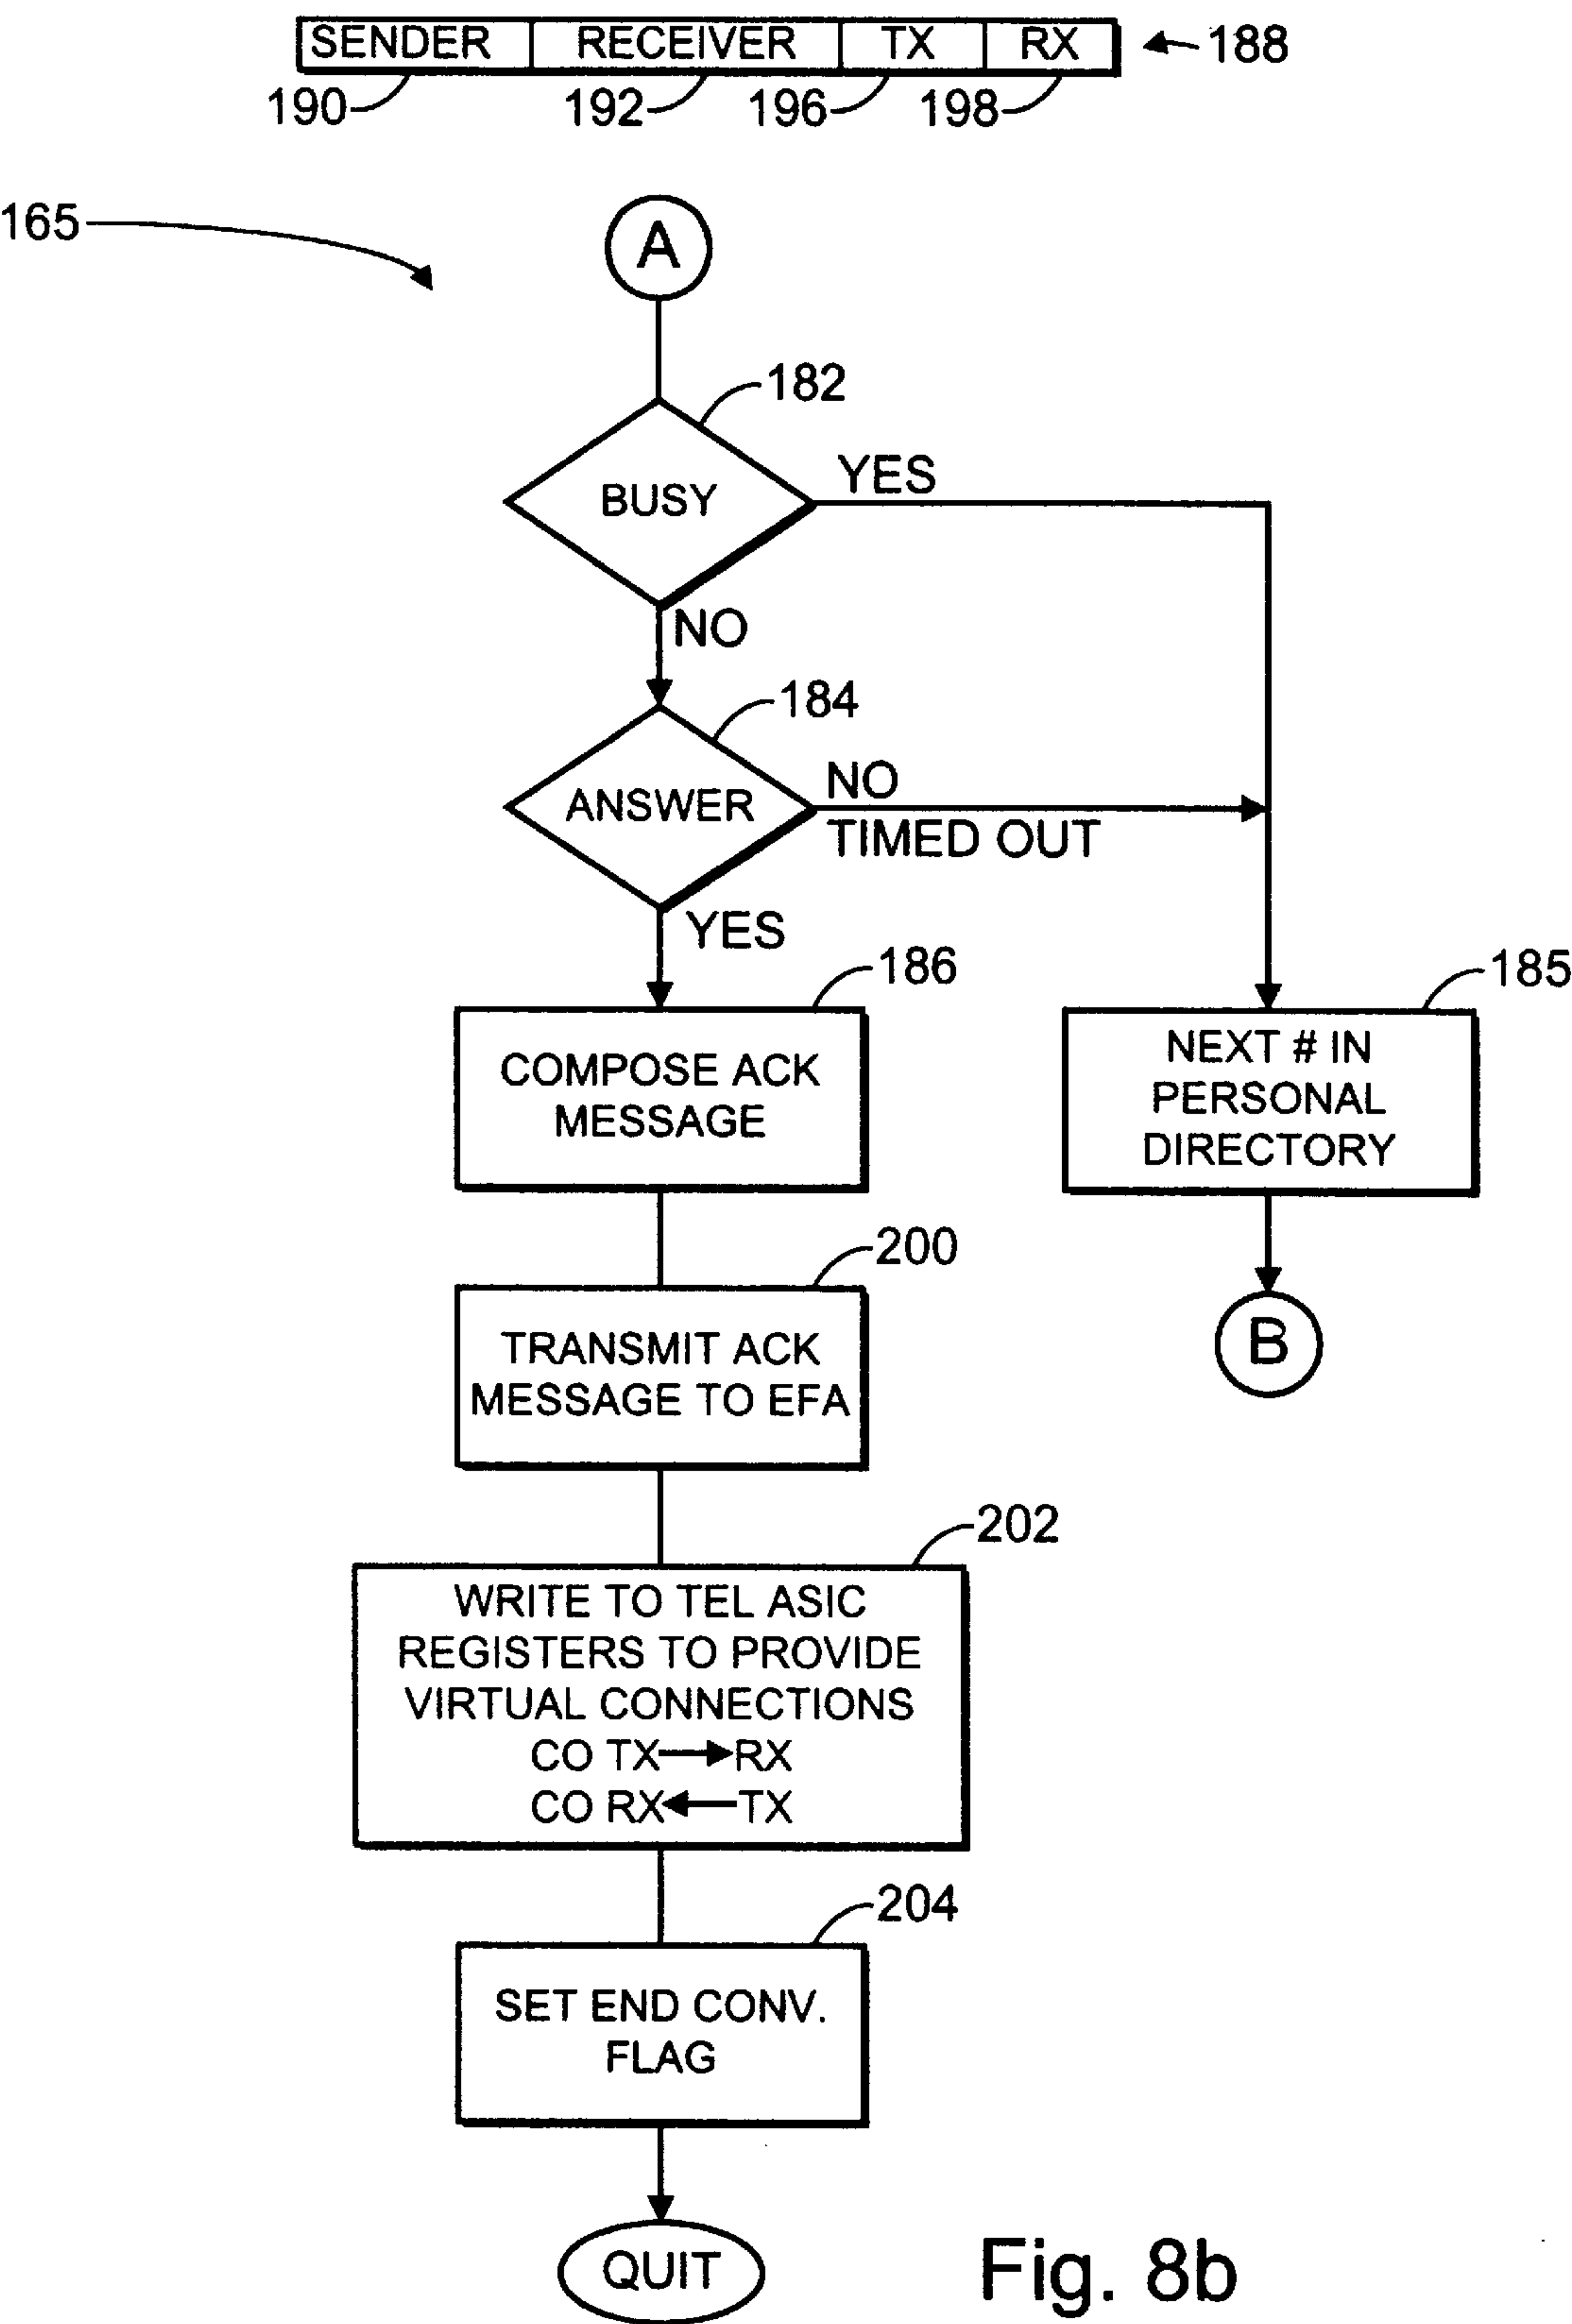 SENDER RECEIVER TX RX 188
190 192 196 198
165
A
182
BUSY YES
NO
184
ANSWER NO
TIMED OUT
YES
186
COMPOSE ACK
MESSAGE
185
NEXT # IN
PERSONAL
DIRECTORY
200
TRANSMIT ACK
MESSAGE TO EFA
B
202
WRITE TO TEL ASIC
REGISTERS TO PROVIDE
VIRTUAL CONNECTIONS
CO TX→RX
CO RX←TX
204
SET END CONV.
FLAG
QUIT
Fig. 8b